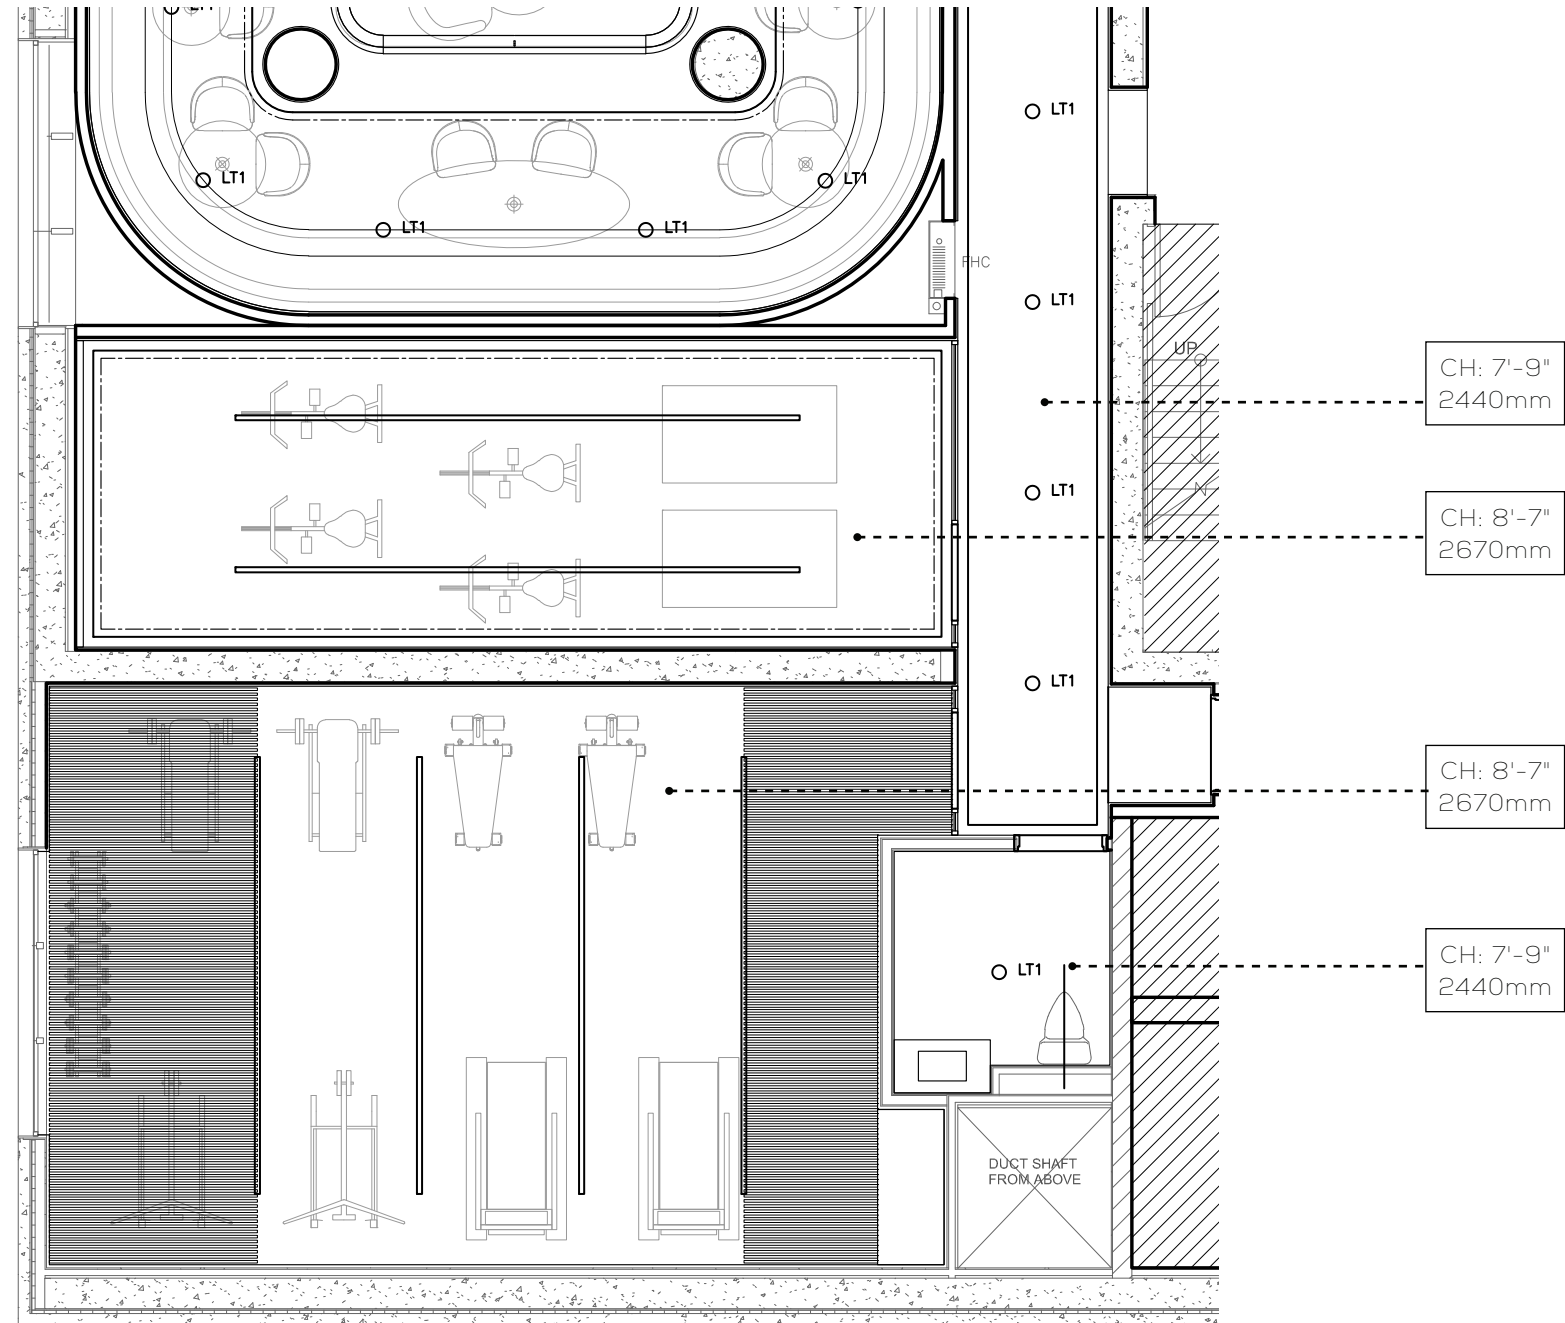 LT1
LT1
LT1
LT1
LT1
LT1
FHC
LT1
UP
CH: 7'-9"
2440mm
LT1
N
CH: 8'-7"
2670mm
LT1
CH: 8'-7"
2670mm
LT1
CH: 7'-9"
2440mm
DUCT SHAFT
FROM ABOVE